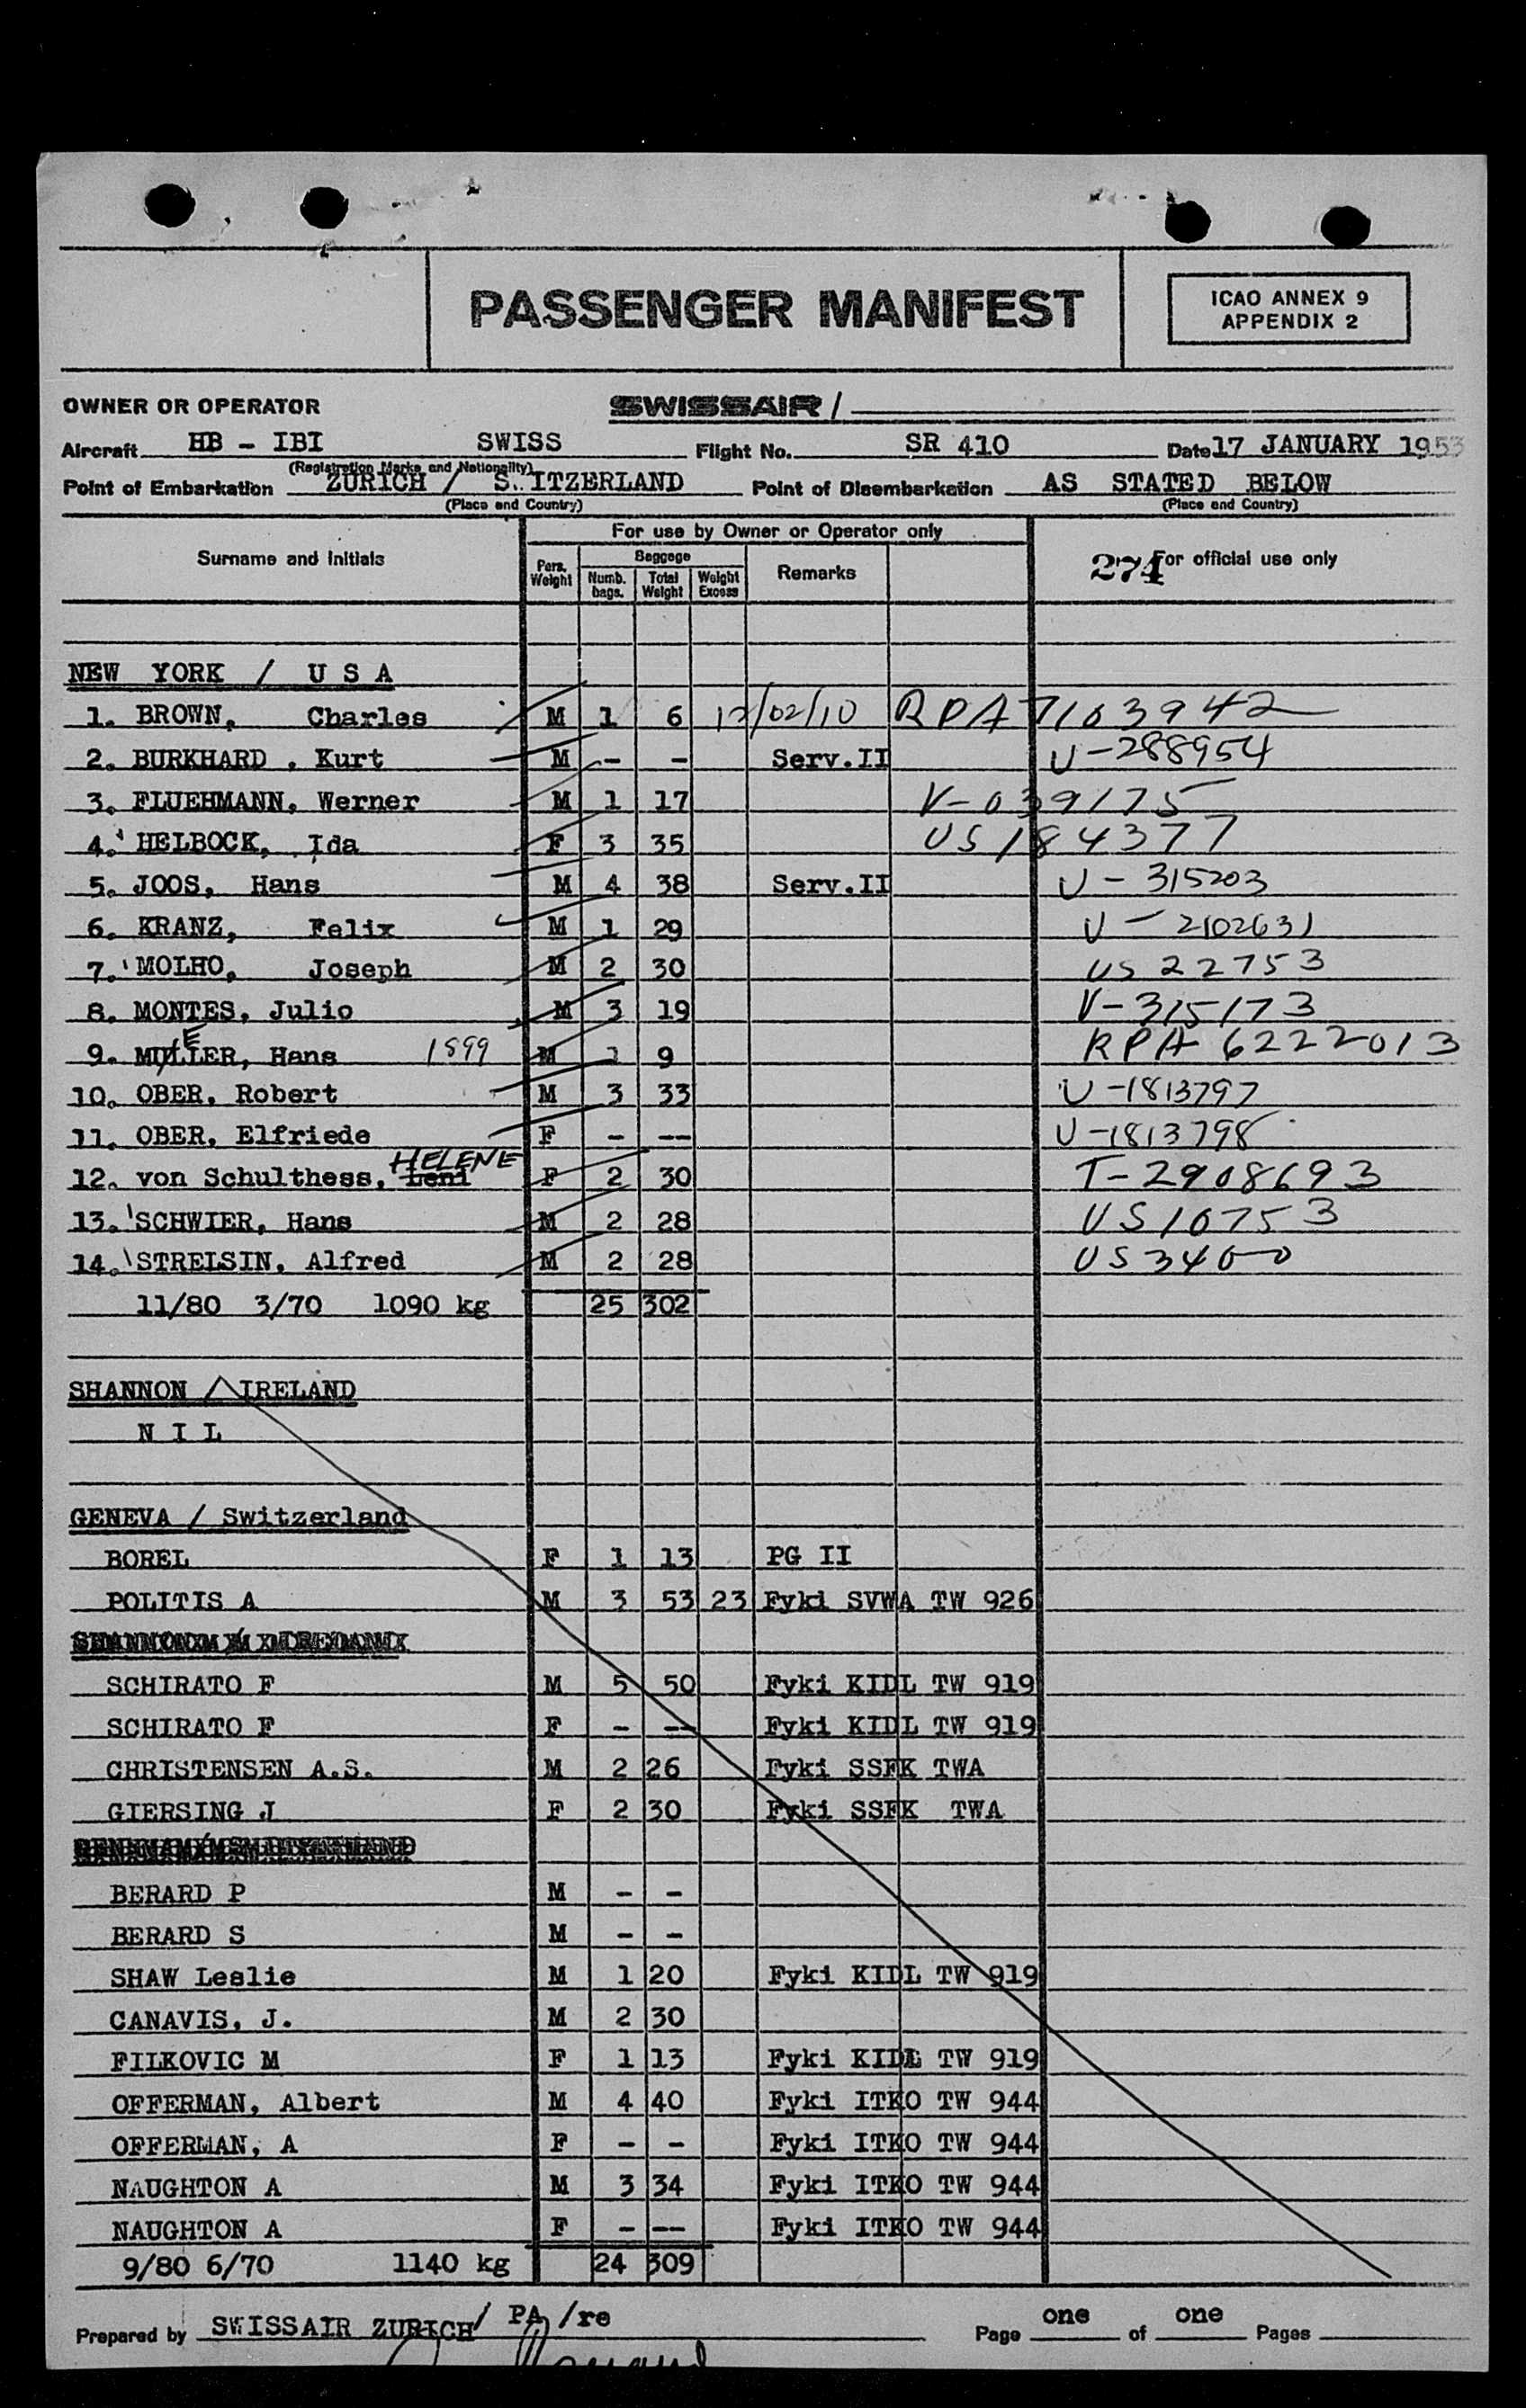 PASSENGER MANIFEST
ICAO ANNEX 9
APPENDIX 2
OWNER OR OPERATOR SWISSAIR /
Aircraft HB - IBI SWISS Flight No. SR 410 Date 17 JANUARY 1953
(Registration Marks and Nationality)
Point of Embarkation ZURICH / S. ITZERLAND Point of Disembarkation AS STATED BELOW
(Place and Country) (Place and Country)
For use by Owner or Operator only
Surname and Initials Pers. Weight Baggage Numb. bags. Total Weight Weight Excess Remarks 274 For official use only
NEW YORK / U S A
1. BROWN, Charles M 1 6 12/02/10 RPA 7103942
2. BURKHARD , Kurt M - - Serv.II U-288954
3. FLUEHMANN, Werner M 1 17 V-039175
4. HELBOCK, Ida F 3 35 US 184377
5. JOOS, Hans M 4 38 Serv.II U-315203
6. KRANZ, Felix M 1 29 U-2102631
7. MOLHO, Joseph M 2 30 US 22753
8. MONTES, Julio M 3 19 V-315173
9. MULLER, Hans E 1899 M 1 9 RPA 6222013
10. OBER, Robert M 3 33 U-1813797
11. OBER, Elfriede F - -- U-1813798
12. von Schulthess, Leni HELENE F 2 30 T-2908693
13. SCHWIER, Hans M 2 28 US 10753
14. STREISIN, Alfred M 2 28 US 3400
11/80 3/70 1090 kg 25 302
SHANNON / IRELAND
N I L
GENEVA / Switzerland
BOREL F 1 13 PG II
POLITIS A M 3 53 23 Fyki SVWA TW 926
SCHIRATO F M 5 50 Fyki KIDL TW 919
SCHIRATO F F - -- Fyki KIDL TW 919
CHRISTENSEN A.S. M 2 26 Fyki SSFK TWA
GIERSING J F 2 30 Fyki SSFK TWA
BERARD P M - -
BERARD S M - -
SHAW Leslie M 1 20 Fyki KIDL TW 919
CANAVIS, J. M 2 30
FILKOVIC M F 1 13 Fyki KIDL TW 919
OFFERMAN, Albert M 4 40 Fyki ITKO TW 944
OFFERMAN, A F - - Fyki ITKO TW 944
NAUGHTON A M 3 34 Fyki ITKO TW 944
NAUGHTON A F - -- Fyki ITKO TW 944
9/80 6/70 1140 kg 24 309
Prepared by SWISSAIR ZURICH / PA /re Page one of one Pages